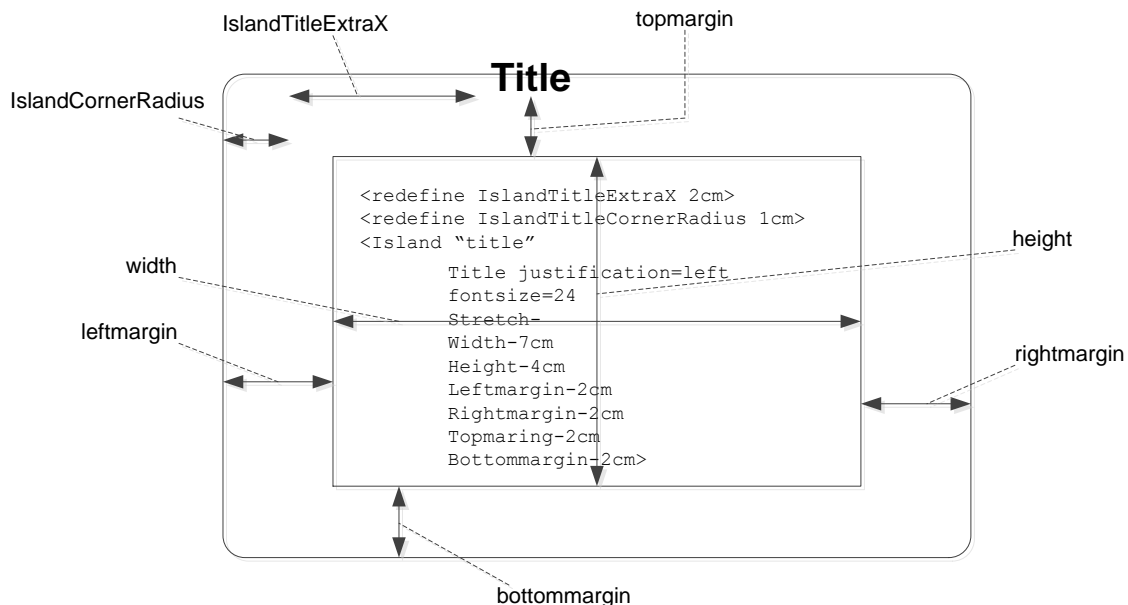 IslandTitleExtraX
topmargin
Title
IslandCornerRadius
<redefine IslandTitleExtraX 2cm>
<redefine IslandTitleCornerRadius 1cm>
<Island “title”
height
width
Title justification=left
fontsize=24
Stretch-
leftmargin
Width-7cm
rightmargin
Height-4cm
Leftmargin-2cm
Rightmargin-2cm
Topmaring-2cm
Bottommargin-2cm>
bottommargin